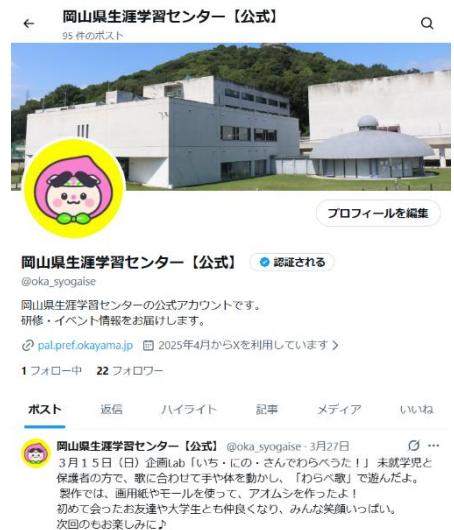 岡山県生涯学習センター【公式】
95 件のポスト
プロフィールを編集
岡山県生涯学習センター【公式】 認証される
@oka_syogaise
岡山県生涯学習センターの公式アカウントです。
研修・イベント情報をお届けします。
pal.pref.okayama.jp 2025年4月からXを利用しています
1 フォロー中 22 フォロワー
ポスト 返信 ハイライト 記事 メディア いいね
岡山県生涯学習センター【公式】 @oka_syogaise · 3月27日
3月15日（日）企画Lab「いち・にの・さんでわらべうた！」 未就学児と
保護者の方で、歌に合わせて手や体を動かし、「わらべ歌」で遊んだよ。
製作では、画用紙やモールを使って、アオムシを作ったよ！
初めて会ったお友達や大学生とも仲良くなり、みんな笑顔いっぱい。
次回のもお楽しみに♪